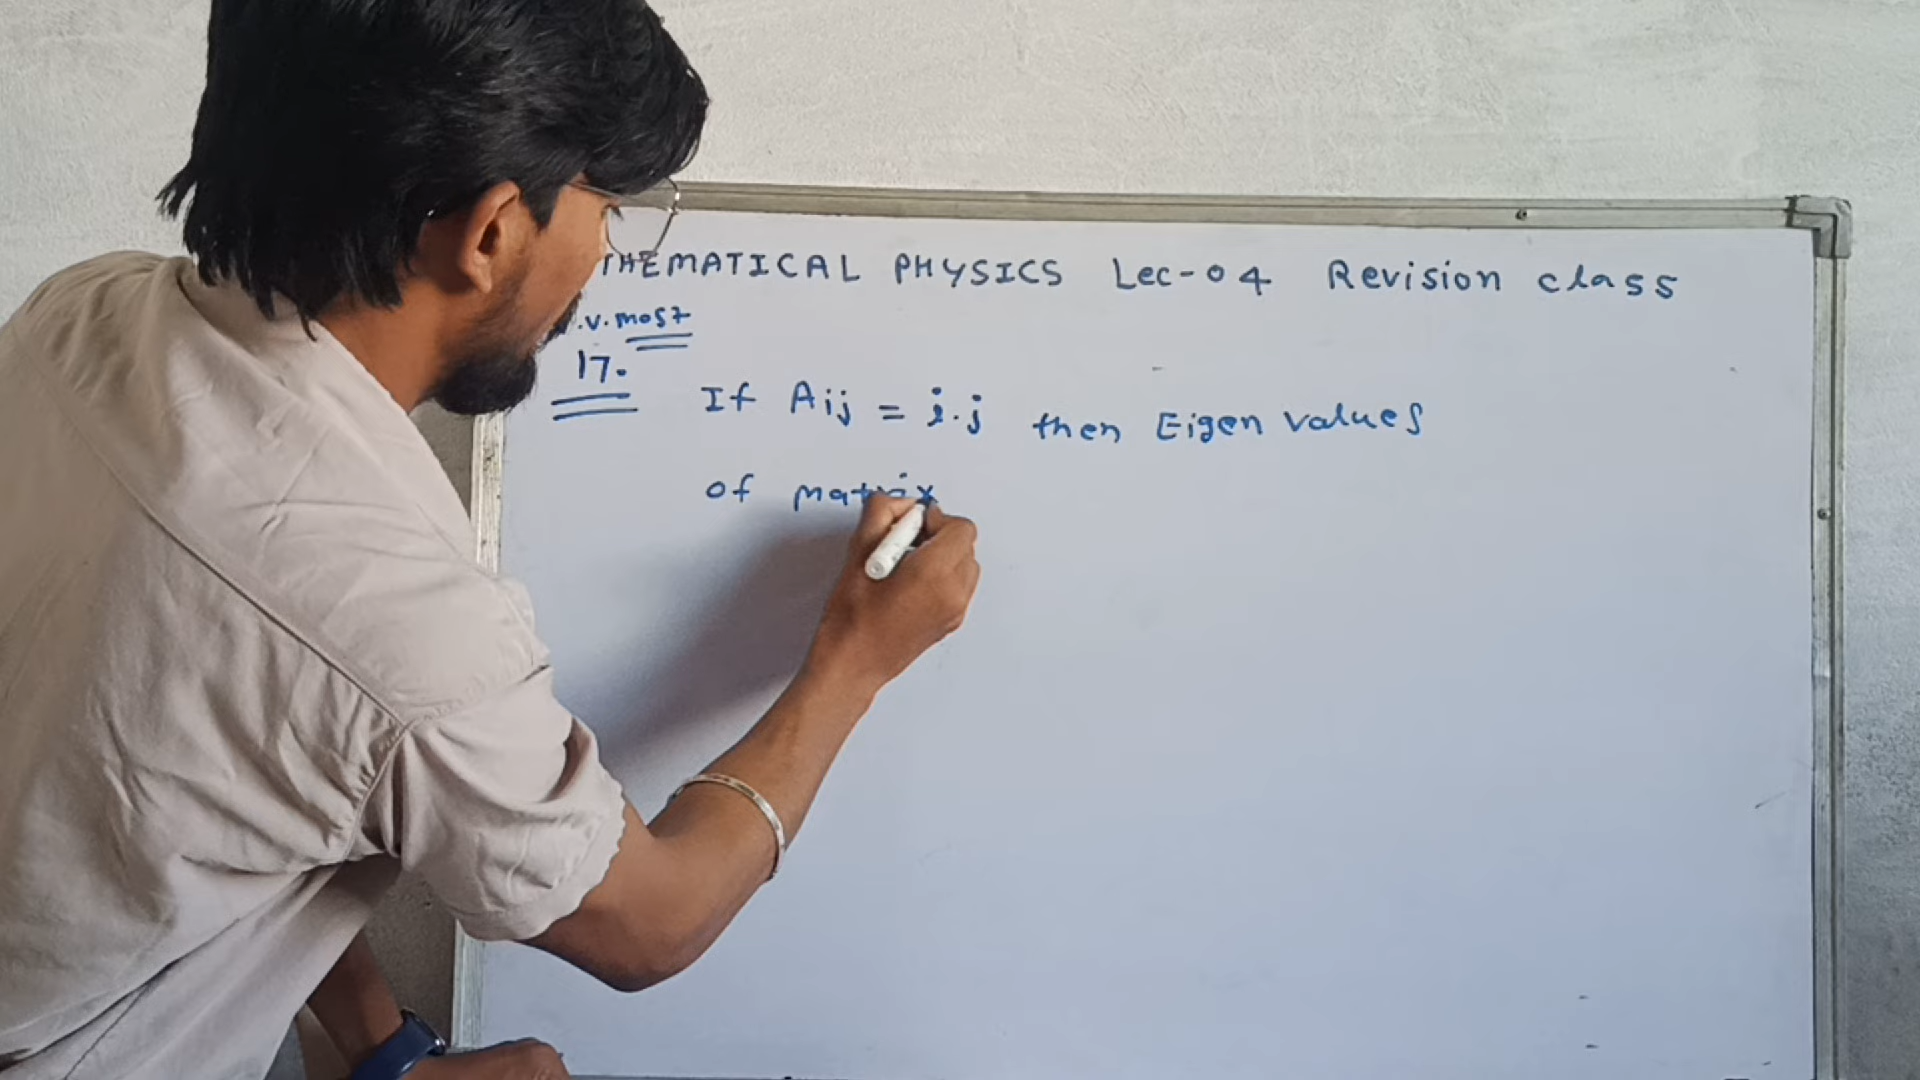 THEMATICAL PHYSICS Lec-04 Revision class
.v. most
17.
If Aij = i.j then Eigen values
of matrix